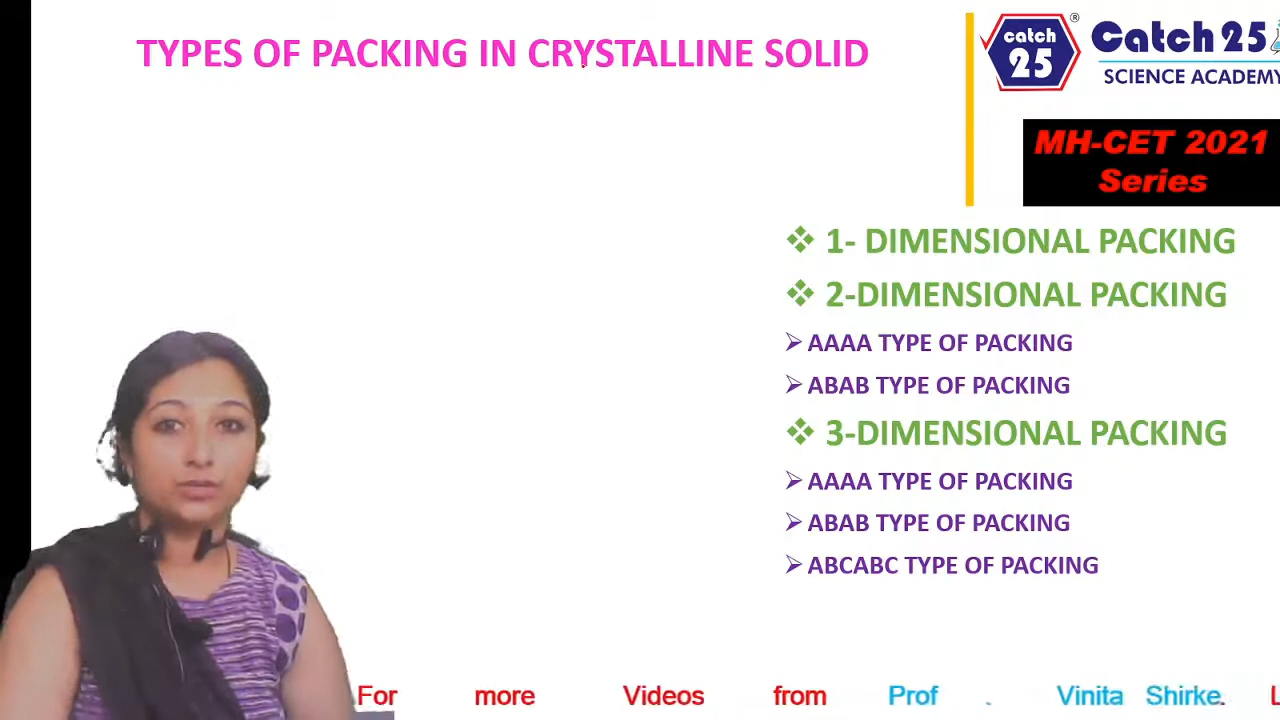 TYPES OF PACKING IN CRYSTALLINE SOLID
catch
25
®
Catch 25
SCIENCE ACADEMY
MH-CET 2021
Series
1- DIMENSIONAL PACKING
2-DIMENSIONAL PACKING
AAAA TYPE OF PACKING
ABAB TYPE OF PACKING
3-DIMENSIONAL PACKING
AAAA TYPE OF PACKING
ABAB TYPE OF PACKING
ABCABC TYPE OF PACKING
For more Videos from Prof . Vinita Shirke.